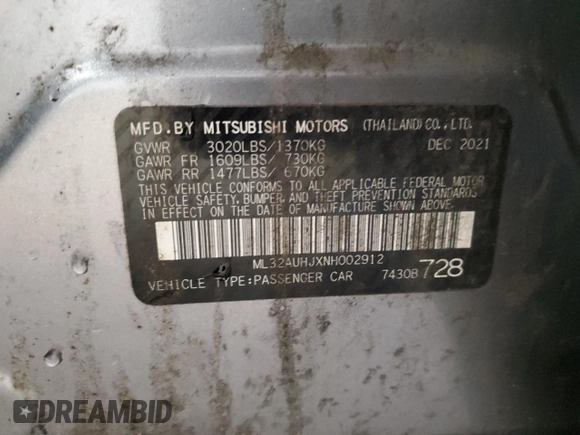 MFD. BY MITSUBISHI MOTORS (THAILAND) CO., LTD.
GVWR 3020LBS/1370KG DEC 2021
GAWR FR 1609LBS/ 730KG
GAWR RR 1477LBS/ 670KG
THIS VEHICLE CONFORMS TO ALL APPLICABLE FEDERAL MOTOR
VEHICLE SAFETY, BUMPER AND THEFT PREVENTION STANDARDS
IN EFFECT ON THE DATE OF MANUFACTURE SHOWN ABOVE.
ML32AUHJXNH002912
VEHICLE TYPE:PASSENGER CAR 7430B 728
DREAMBID